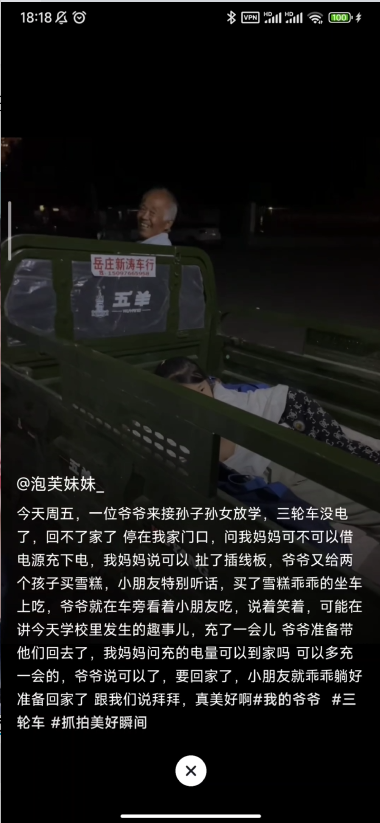 18:18
VPN HD HD 100
岳庄新涛车行
五羊
五羊
@泡芙妹妹_
今天周五，一位爷爷来接孙子孙女放学，三轮车没电
了，回不了家了 停在我家门口，问我妈妈可不可以借
电源充下电，我妈妈说可以 扯了插线板，爷爷又给两
个孩子买雪糕，小朋友特别听话，买了雪糕乖乖的坐车
上吃，爷爷就在车旁看着小朋友吃，说着笑着，可能在
讲今天学校里发生的趣事儿，充了一会儿 爷爷准备带
他们回去了，我妈妈问充的电量可以到家吗 可以多充
一会的，爷爷说可以了，要回家了，小朋友就乖乖躺好
准备回家了 跟我们说拜拜，真美好啊#我的爷爷 #三
轮车 #抓拍美好瞬间